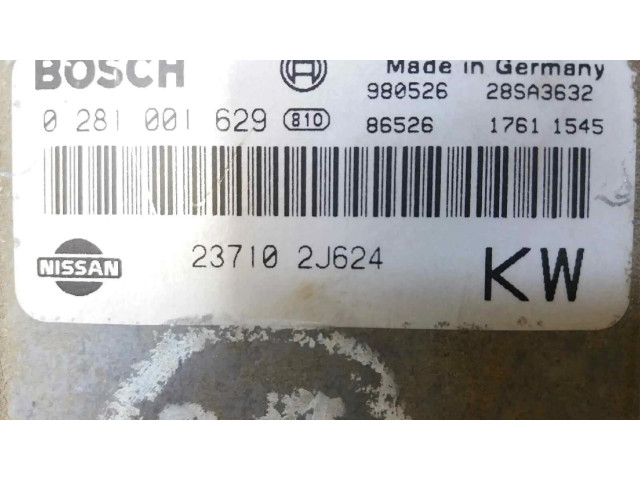 BOSCH
Made in Germany
980526 28SA3632
0 281 001 629 810 86526 1761 1545
NISSAN 23710 2J624 KW